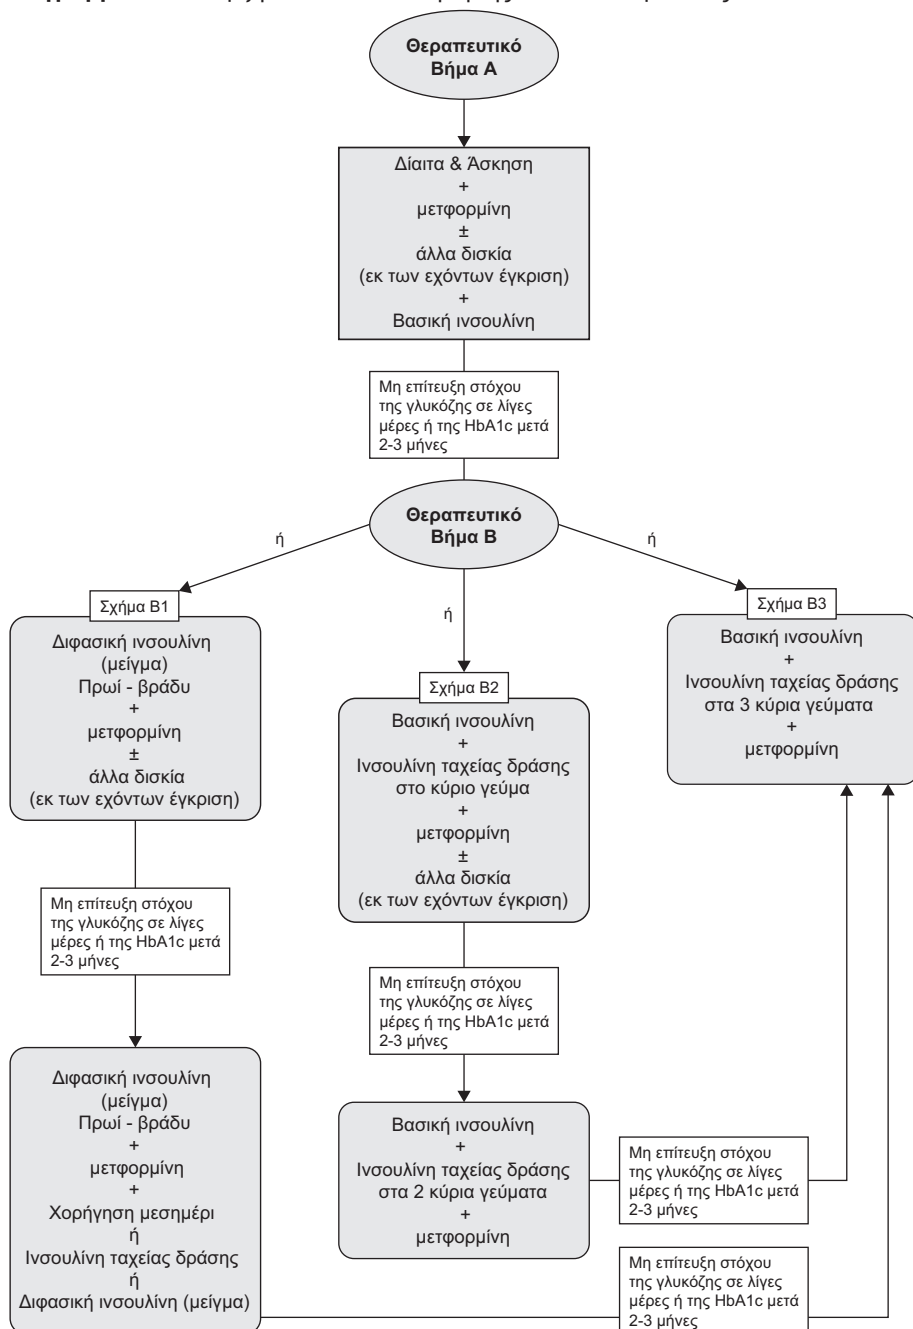 Θεραπευτικό
Βήμα Α
Δίαιτα & Άσκηση
+
μετφορμίνη
±
άλλα δισκία
(εκ των εχόντων έγκριση)
+
Βασική ινσουλίνη
Μη επίτευξη στόχου
της γλυκόζης σε λίγες
μέρες ή της HbA1c μετά
2-3 μήνες
Θεραπευτικό
Βήμα Β
ή
ή
ή
Σχήμα Β1
Διφασική ινσουλίνη
(μείγμα)
Πρωί - βράδυ
+
μετφορμίνη
±
άλλα δισκία
(εκ των εχόντων έγκριση)
Μη επίτευξη στόχου
της γλυκόζης σε λίγες
μέρες ή της HbA1c μετά
2-3 μήνες
Διφασική ινσουλίνη
(μείγμα)
Πρωί - βράδυ
+
μετφορμίνη
+
Χορήγηση μεσημέρι
ή
Ινσουλίνη ταχείας δράσης
ή
Διφασική ινσουλίνη (μείγμα)
Σχήμα Β2
Βασική ινσουλίνη
+
Ινσουλίνη ταχείας δράσης
στο κύριο γεύμα
+
μετφορμίνη
±
άλλα δισκία
(εκ των εχόντων έγκριση)
Μη επίτευξη στόχου
της γλυκόζης σε λίγες
μέρες ή της HbA1c μετά
2-3 μήνες
Βασική ινσουλίνη
+
Ινσουλίνη ταχείας δράσης
στα 2 κύρια γεύματα
+
μετφορμίνη
Σχήμα Β3
Βασική ινσουλίνη
+
Ινσουλίνη ταχείας δράσης
στα 3 κύρια γεύματα
+
μετφορμίνη
Μη επίτευξη στόχου
της γλυκόζης σε λίγες
μέρες ή της HbA1c μετά
2-3 μήνες
Μη επίτευξη στόχου
της γλυκόζης σε λίγες
μέρες ή της HbA1c μετά
2-3 μήνες